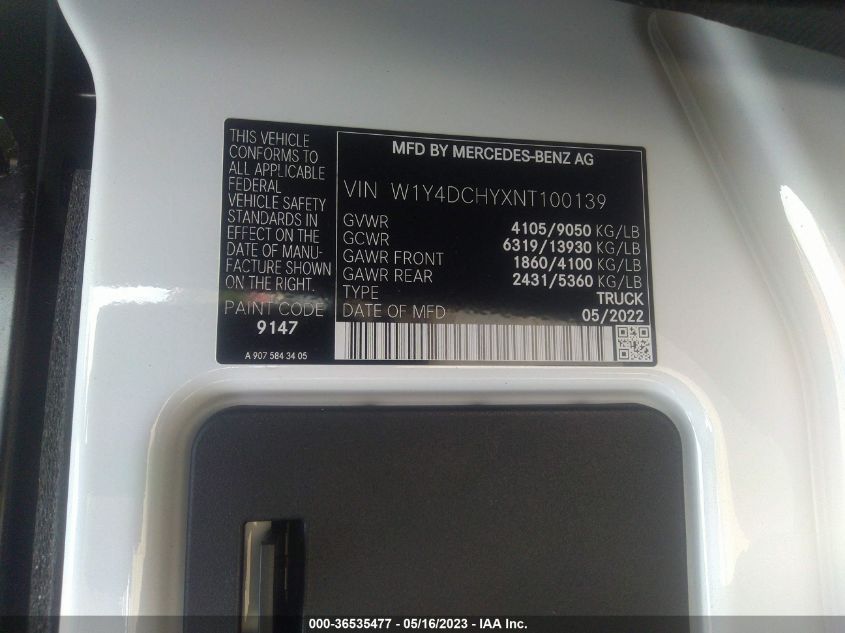 THIS VEHICLE
CONFORMS TO
ALL APPLICABLE
FEDERAL
VEHICLE SAFETY
STANDARDS IN
EFFECT ON THE
DATE OF MANU-
FACTURE SHOWN
ON THE RIGHT.
PAINT CODE
9147
A 907 584 34 05
MFD BY MERCEDES-BENZ AG
VIN W1Y4DCHYXNT100139
GVWR 4105/9050 KG/LB
GCWR 6319/13930 KG/LB
GAWR FRONT 1860/4100 KG/LB
GAWR REAR 2431/5360 KG/LB
TYPE TRUCK
DATE OF MFD 05/2022
000-36535477 - 05/16/2023 - IAA Inc.